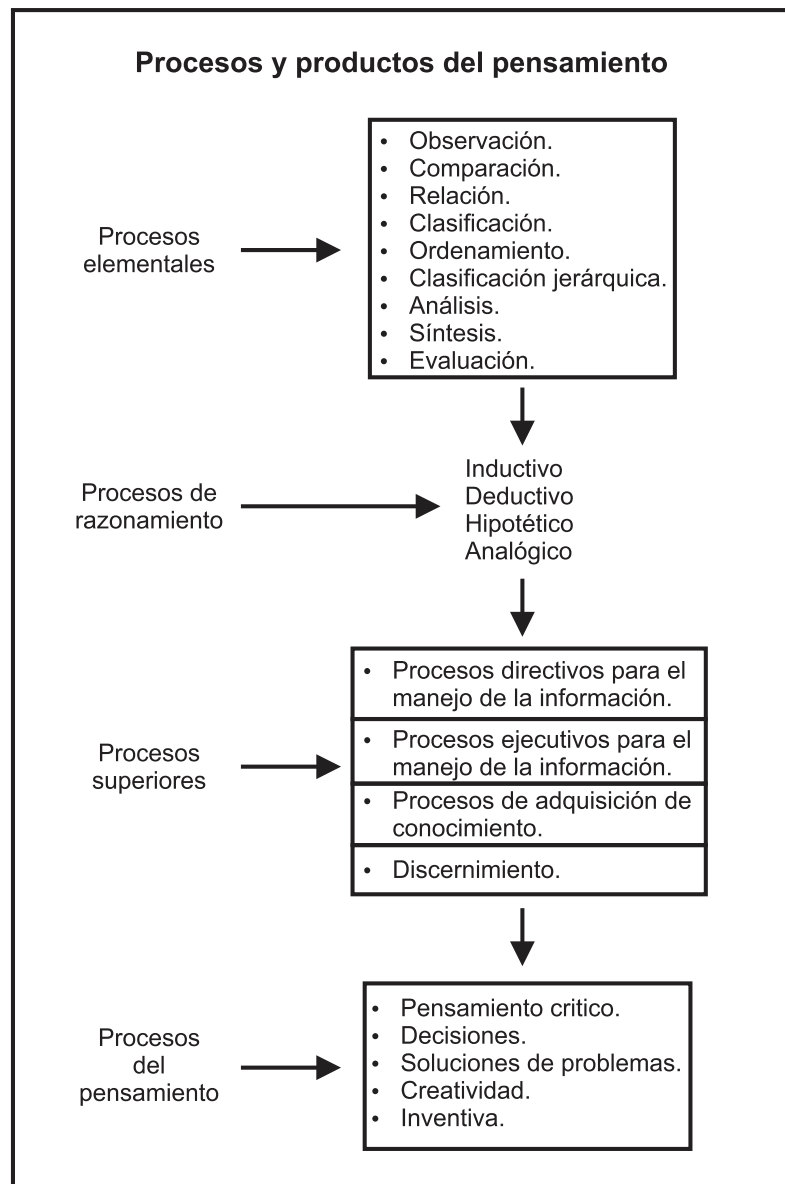 Procesos y productos del pensamiento
Procesos
elementales
• Observación.
• Comparación.
• Relación.
• Clasificación.
• Ordenamiento.
• Clasificación jerárquica.
• Análisis.
• Síntesis.
• Evaluación.
Procesos de
razonamiento
Inductivo
Deductivo
Hipotético
Analógico
Procesos
superiores
• Procesos directivos para el
manejo de la información.
• Procesos ejecutivos para el
manejo de la información.
• Procesos de adquisición de
conocimiento.
• Discernimiento.
Procesos
del
pensamiento
• Pensamiento critico.
• Decisiones.
• Soluciones de problemas.
• Creatividad.
• Inventiva.